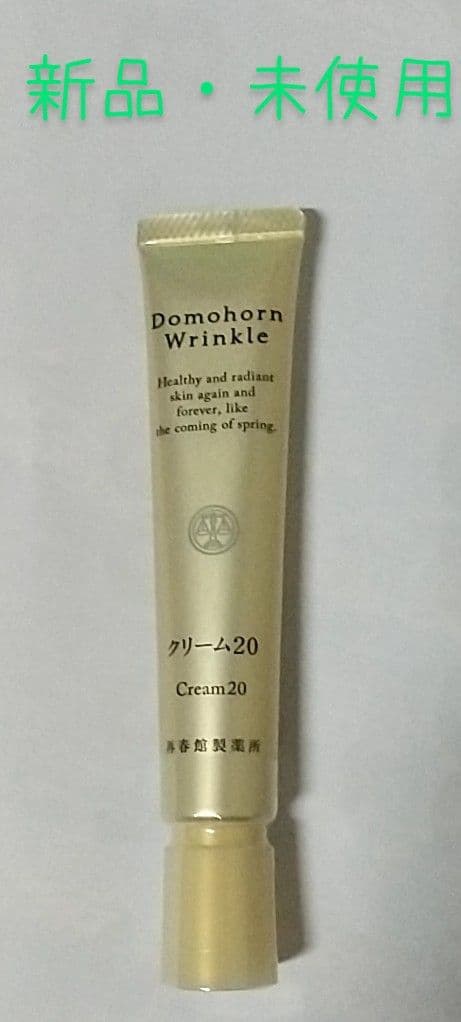 新品・未使用
Domohorn
Wrinkle
Healthy and radiant
skin again and
forever, like
the coming of spring.
クリーム20
Cream20
再春館製薬所